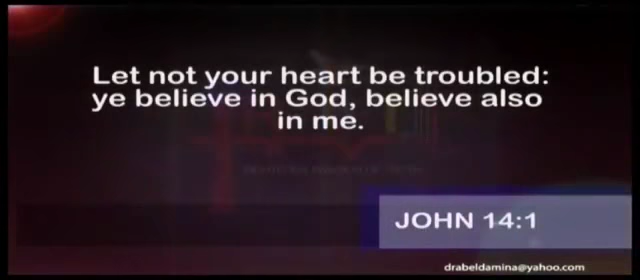 Let not your heart be troubled:
ye believe in God, believe also
in me.
JOHN 14:1
drabeldamina@yahoo.com